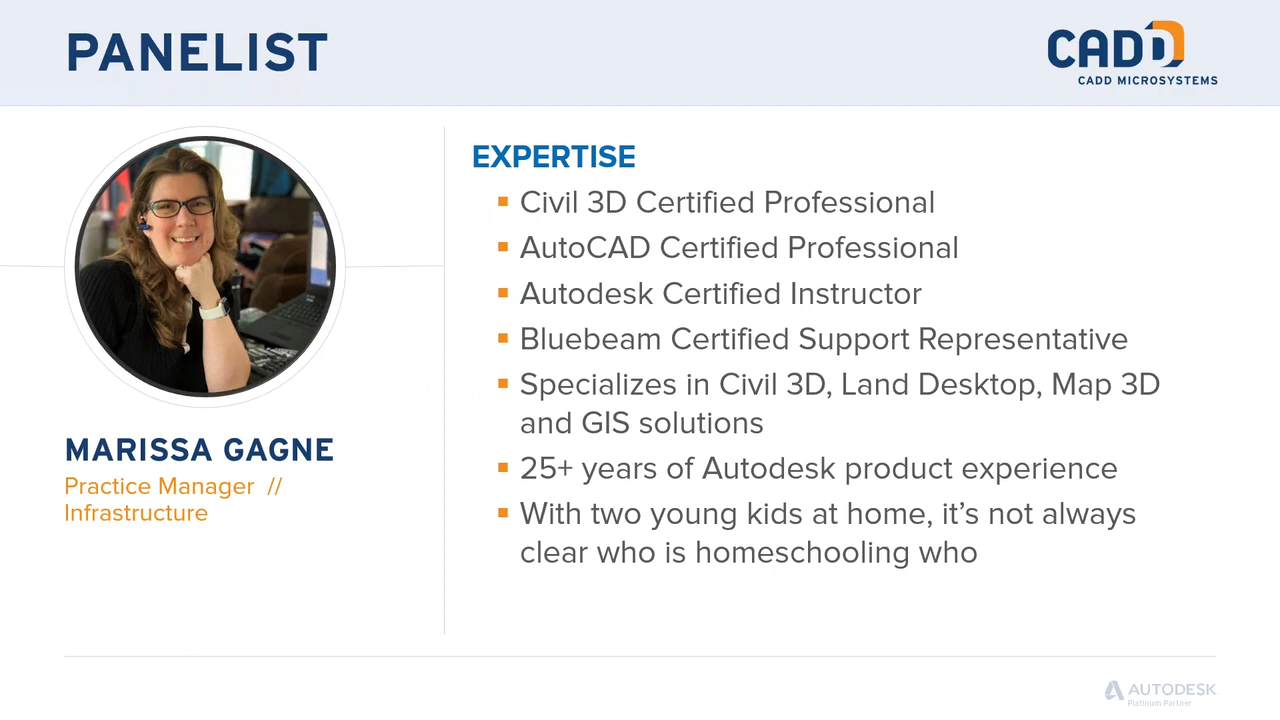 PANELIST
CADD
CADD MICROSYSTEMS
EXPERTISE
Civil 3D Certified Professional
AutoCAD Certified Professional
Autodesk Certified Instructor
Bluebeam Certified Support Representative
Specializes in Civil 3D, Land Desktop, Map 3D
and GIS solutions
25+ years of Autodesk product experience
With two young kids at home, it’s not always
clear who is homeschooling who
MARISSA GAGNE
Practice Manager //
Infrastructure
AUTODESK
Platinum Partner